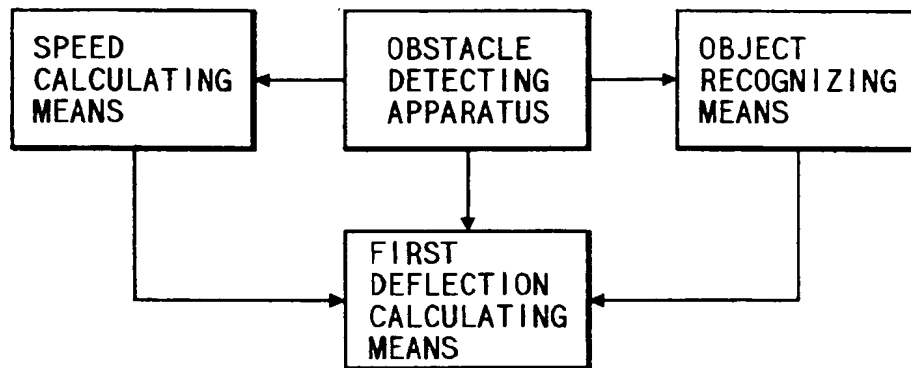 SPEED
CALCULATING
MEANS
OBSTACLE
DETECTING
APPARATUS
OBJECT
RECOGNIZING
MEANS
FIRST
DEFLECTION
CALCULATING
MEANS